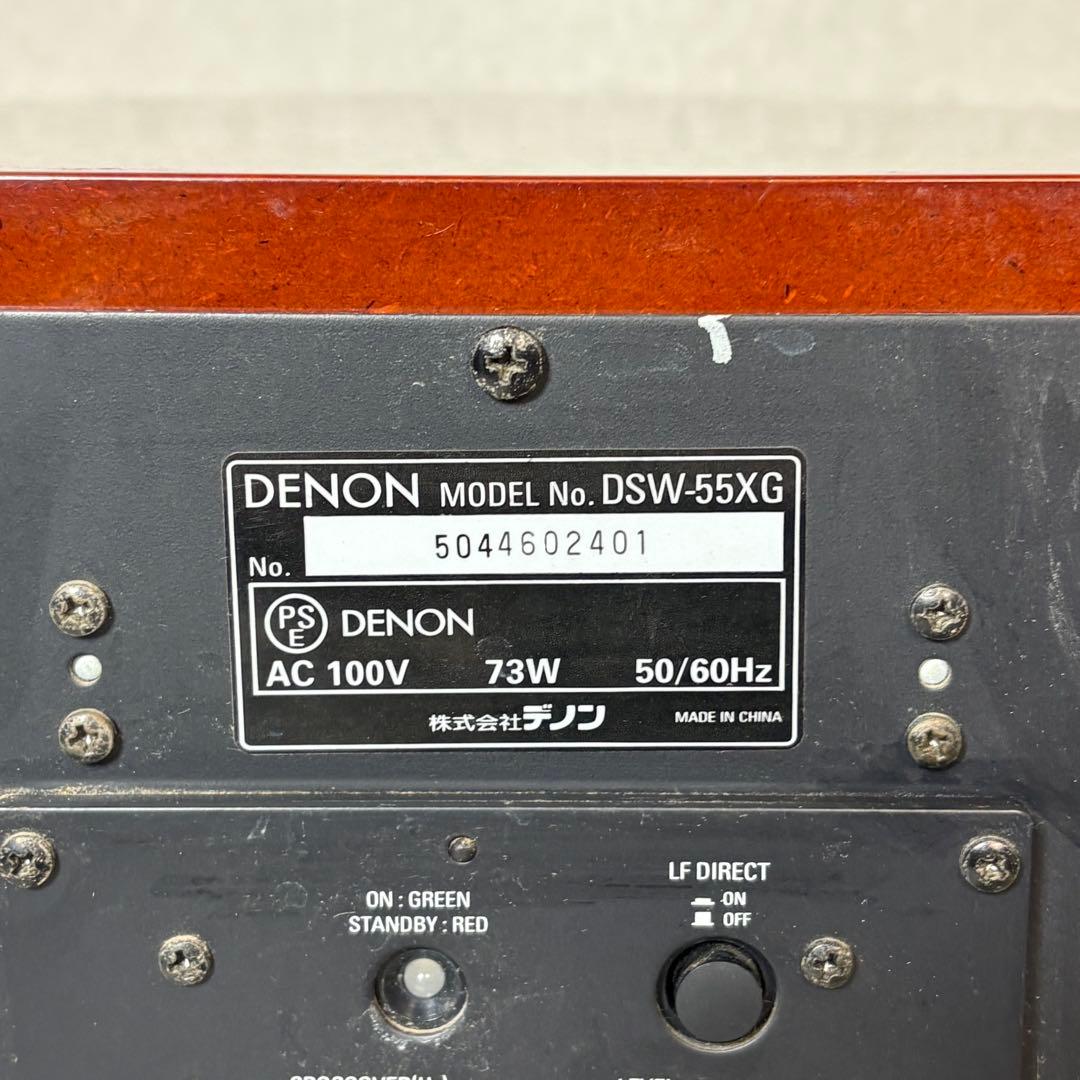 DENON MODEL No. DSW-55XG
No. 5044602401
PSE DENON
AC 100V 73W 50/60Hz
株式会社デノン MADE IN CHINA
LF DIRECT
ON
OFF
ON : GREEN
STANDBY : RED